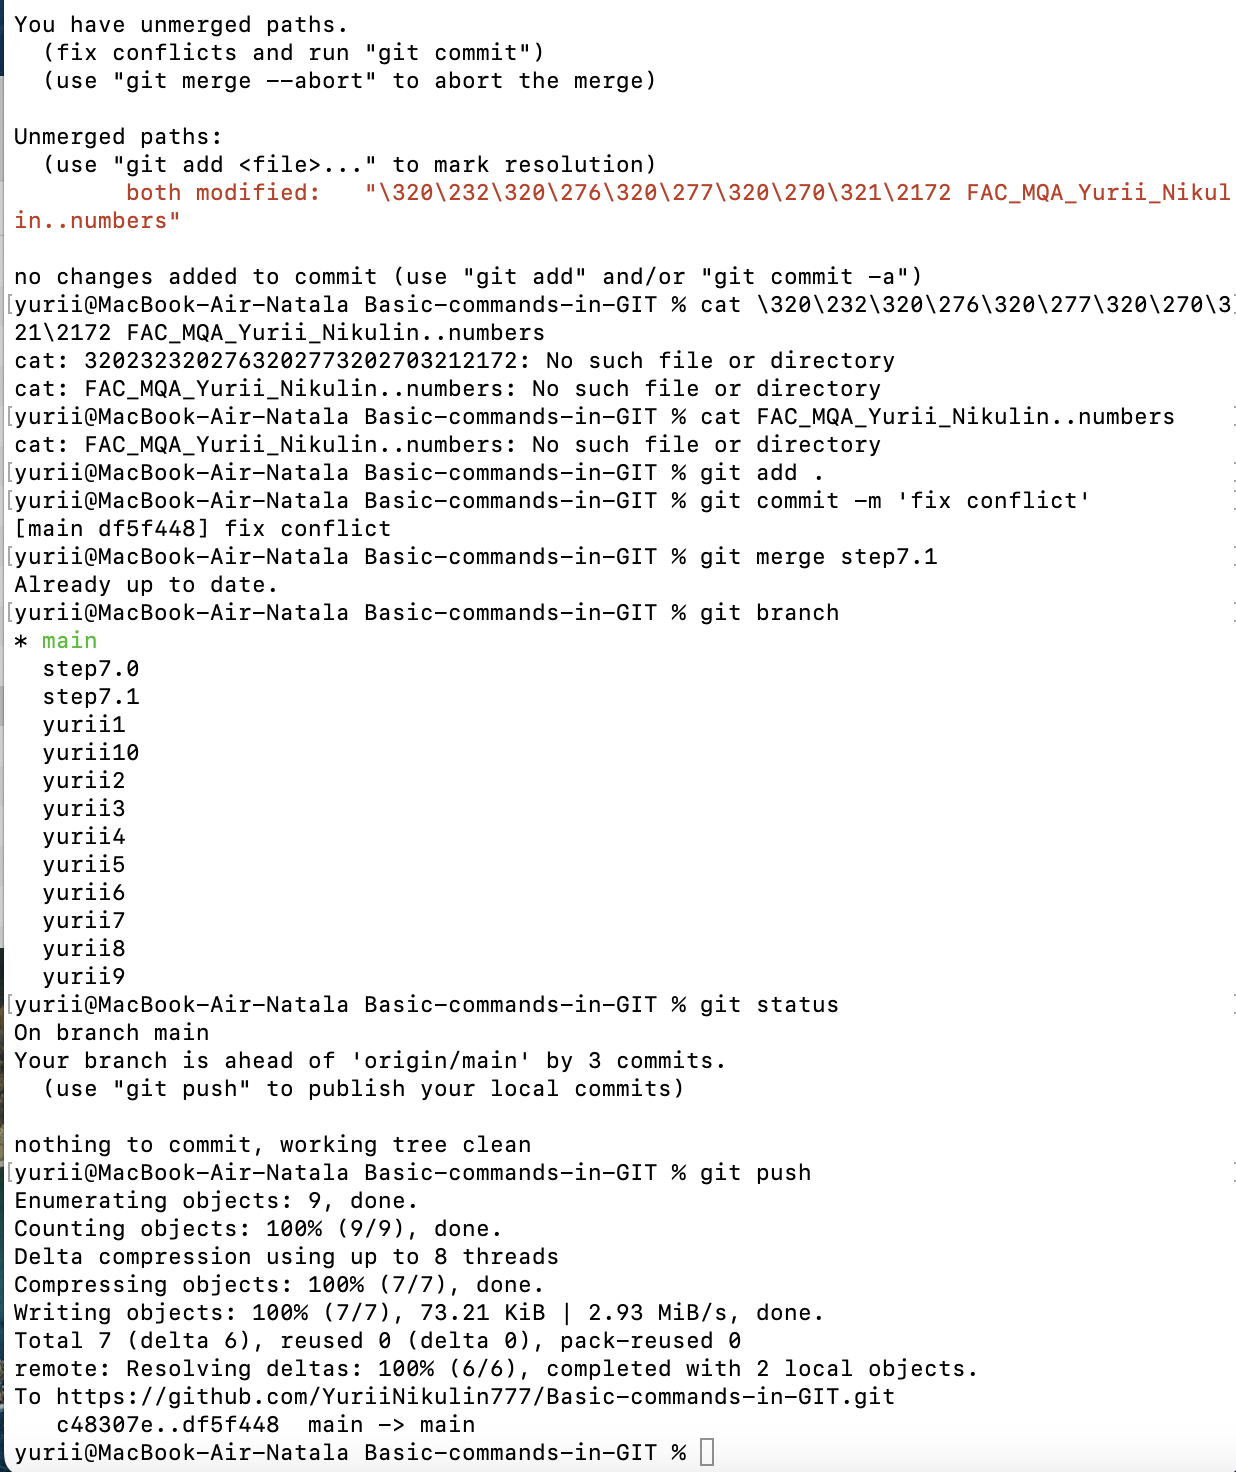 You have unmerged paths.
  (fix conflicts and run "git commit")
  (use "git merge --abort" to abort the merge)

Unmerged paths:
  (use "git add <file>..." to mark resolution)
        both modified:   "\320\232\320\276\320\277\320\270\321\2172 FAC_MQA_Yurii_Nikul
in..numbers"

no changes added to commit (use "git add" and/or "git commit -a")
[yurii@MacBook-Air-Natala Basic-commands-in-GIT % cat \320\232\320\276\320\277\320\270\3]
21\2172 FAC_MQA_Yurii_Nikulin..numbers
cat: 3202322320276320277320270321 2172: No such file or directory
cat: FAC_MQA_Yurii_Nikulin..numbers: No such file or directory
[yurii@MacBook-Air-Natala Basic-commands-in-GIT % cat FAC_MQA_Yurii_Nikulin..numbers
cat: FAC_MQA_Yurii_Nikulin..numbers: No such file or directory
[yurii@MacBook-Air-Natala Basic-commands-in-GIT % git add .
[yurii@MacBook-Air-Natala Basic-commands-in-GIT % git commit -m 'fix conflict'
[main df5f448] fix conflict
[yurii@MacBook-Air-Natala Basic-commands-in-GIT % git merge step7.1
Already up to date.
[yurii@MacBook-Air-Natala Basic-commands-in-GIT % git branch
* main
  step7.0
  step7.1
  yurii1
  yurii10
  yurii2
  yurii3
  yurii4
  yurii5
  yurii6
  yurii7
  yurii8
  yurii9
[yurii@MacBook-Air-Natala Basic-commands-in-GIT % git status
On branch main
Your branch is ahead of 'origin/main' by 3 commits.
  (use "git push" to publish your local commits)

nothing to commit, working tree clean
[yurii@MacBook-Air-Natala Basic-commands-in-GIT % git push
Enumerating objects: 9, done.
Counting objects: 100% (9/9), done.
Delta compression using up to 8 threads
Compressing objects: 100% (7/7), done.
Writing objects: 100% (7/7), 73.21 KiB | 2.93 MiB/s, done.
Total 7 (delta 6), reused 0 (delta 0), pack-reused 0
remote: Resolving deltas: 100% (6/6), completed with 2 local objects.
To https://github.com/YuriiNikulin777/Basic-commands-in-GIT.git
   c48307e..df5f448  main -> main
yurii@MacBook-Air-Natala Basic-commands-in-GIT %